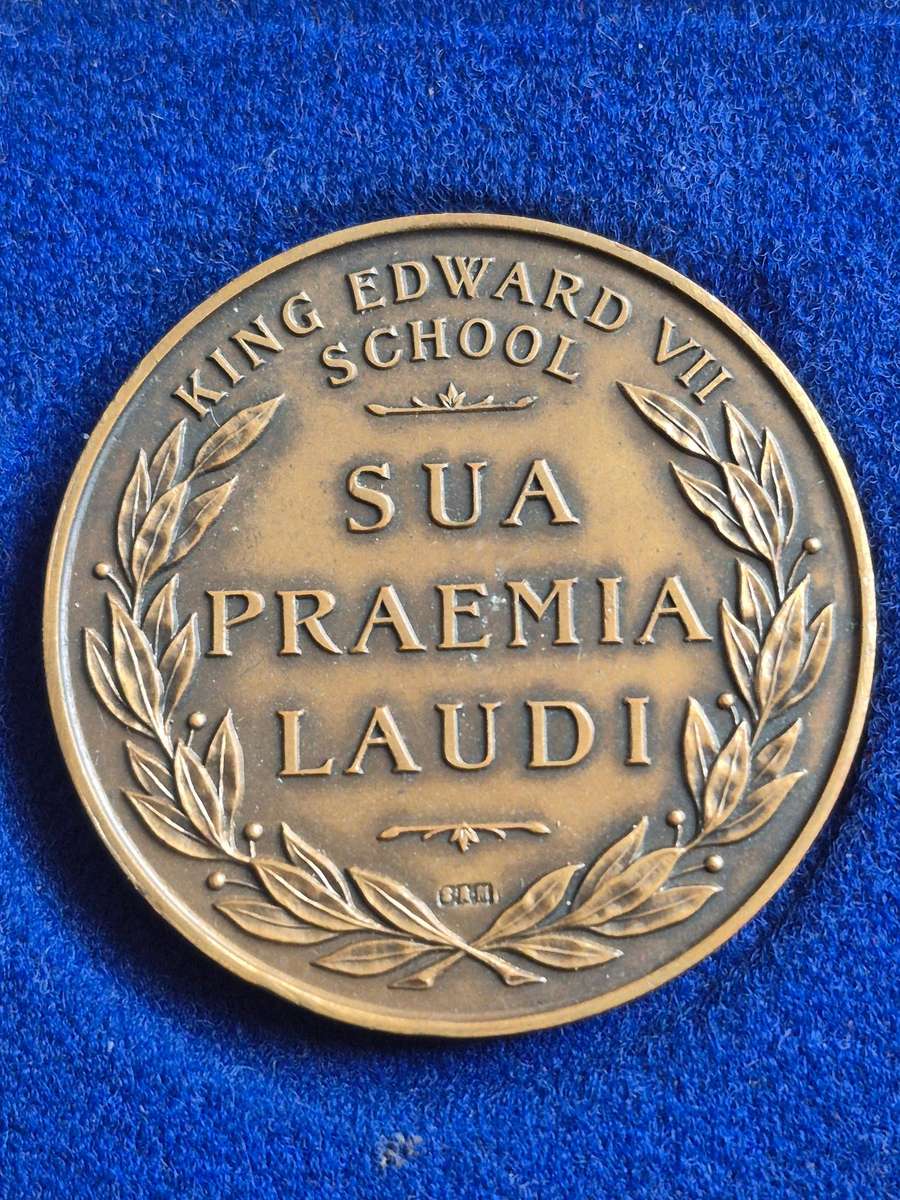 KING EDWARD VII
SCHOOL
SUA
PRAEMIA
LAUDI